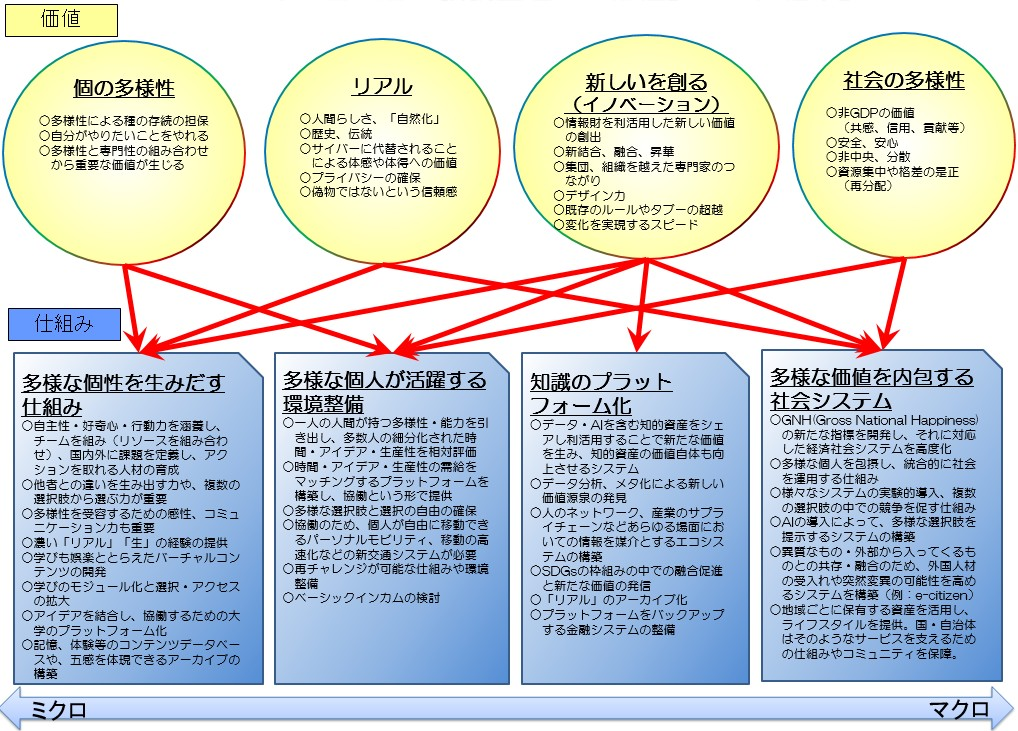 価値
個の多様性
○多様性による種の存続の担保
○自分がやりたいことをやれる
○多様性と専門性の組み合わせ
から重要な価値が生じる
リアル
○人間らしさ、「自然化」
○歴史、伝統
○サイバーに代替されること
による体感や体得への価値
○プライバシーの確保
○偽物ではないという信頼感
新しいを創る
（イノベーション）
○情報財を利活用した新しい価値
の創出
○新結合、融合、昇華
○集団、組織を越えた専門家のつ
ながり
○デザイン力
○既存のルールやタブーの超越
○変化を実現するスピード
社会の多様性
○非GDPの価値
（共感、信用、貢献等）
○安全、安心
○非中央、分散
○資源集中や格差の是正
（再分配）
仕組み
多様な個性を生みだす
仕組み
○自主性・好奇心・行動力を涵養し、
チームを組み（リソースを組み合わ
せ）、国内外に課題を定義し、アク
ションを取れる人材の育成
○他者との違いを生み出す力や、複数の
選択肢から選ぶ力が重要
○多様性を受容するための感性、コミュ
ニケーション力も重要
○濃い「リアル」「生」の経験の提供
○学びも娯楽ととらえたバーチャルコン
テンツの開発
○学びのモジュール化と選択・アクセス
の拡大
○アイデアを結合し、協働するための大
学のプラットフォーム化
○記憶、体験等のコンテンツデータベー
スや、五感を体現できるアーカイブの
構築
多様な個人が活躍する
環境整備
○一人の人間が持つ多様性・能力を引
き出し、多数人の細分化された時
間・アイデア・生産性を相対評価
○時間・アイデア・生産性の需給を
マッチングするプラットフォームを
構築し、協働という形で提供
○多様な選択肢と選択の自由の確保
○協働のため、個人が自由に移動でき
るパーソナルモビリティ、移動の高
速化などの新交通システムが必要
○再チャレンジが可能な仕組みや環境
整備
○ベーシックインカムの検討
知識のプラット
フォーム化
○データ・AIを含む知的資産をシェ
アし利活用することで新たな価値
を生み、知的資産の価値自体も向
上させるシステム
○データ分析、メタ化による新しい
価値源泉の発見
○人のネットワーク、産業のサプラ
イチェーンなどあらゆる場面にお
いての情報を媒介とするエコシス
テムの構築
○SDGsの枠組みの中での融合促進
と新たな価値の発信
○「リアル」のアーカイブ化
○プラットフォームをバックアップ
する金融システムの整備
多様な価値を内包する
社会システム
○GNH(Gross National Happiness)
の新たな指標を開発し、それに対応
した経済社会システムを高度化
○多様な個人を包摂し、統合的に社会
を運用する仕組み
○様々なシステムの実験的導入、複数
の選択肢の中での競争を促す仕組み
○AIの導入によって、多様な選択肢を
提示するシステムの構築
○異質なもの・外部から入ってくるも
のとの共存・融合のため、外国人材
の受入れや突然変異の可能性を高め
るシステムを構築（例：e-citizen）
○地域ごとに保有する資産を活用し、
ライフスタイルを提供。国・自治体
はそのようなサービスを支えるため
の仕組みやコミュニティを保障。
ミクロ
マクロ